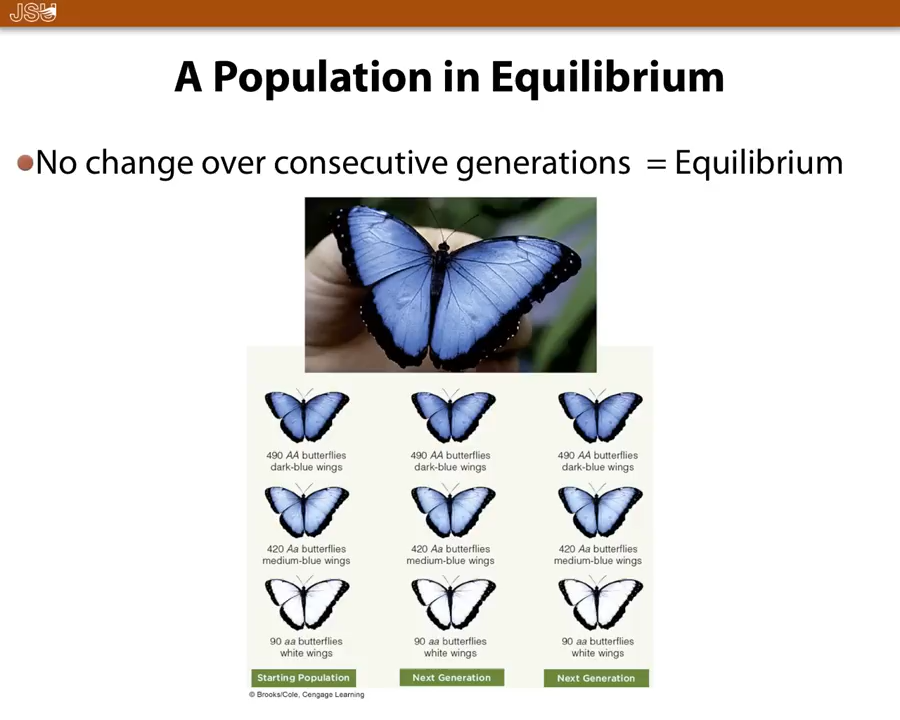 JSU
A Population in Equilibrium
No change over consecutive generations = Equilibrium
490 AA butterflies
dark-blue wings
490 AA butterflies
dark-blue wings
490 AA butterflies
dark-blue wings
420 Aa butterflies
medium-blue wings
420 Aa butterflies
medium-blue wings
420 Aa butterflies
medium-blue wings
90 aa butterflies
white wings
90 aa butterflies
white wings
90 aa butterflies
white wings
Starting Population
Next Generation
Next Generation
© Brooks/Cole, Cengage Learning